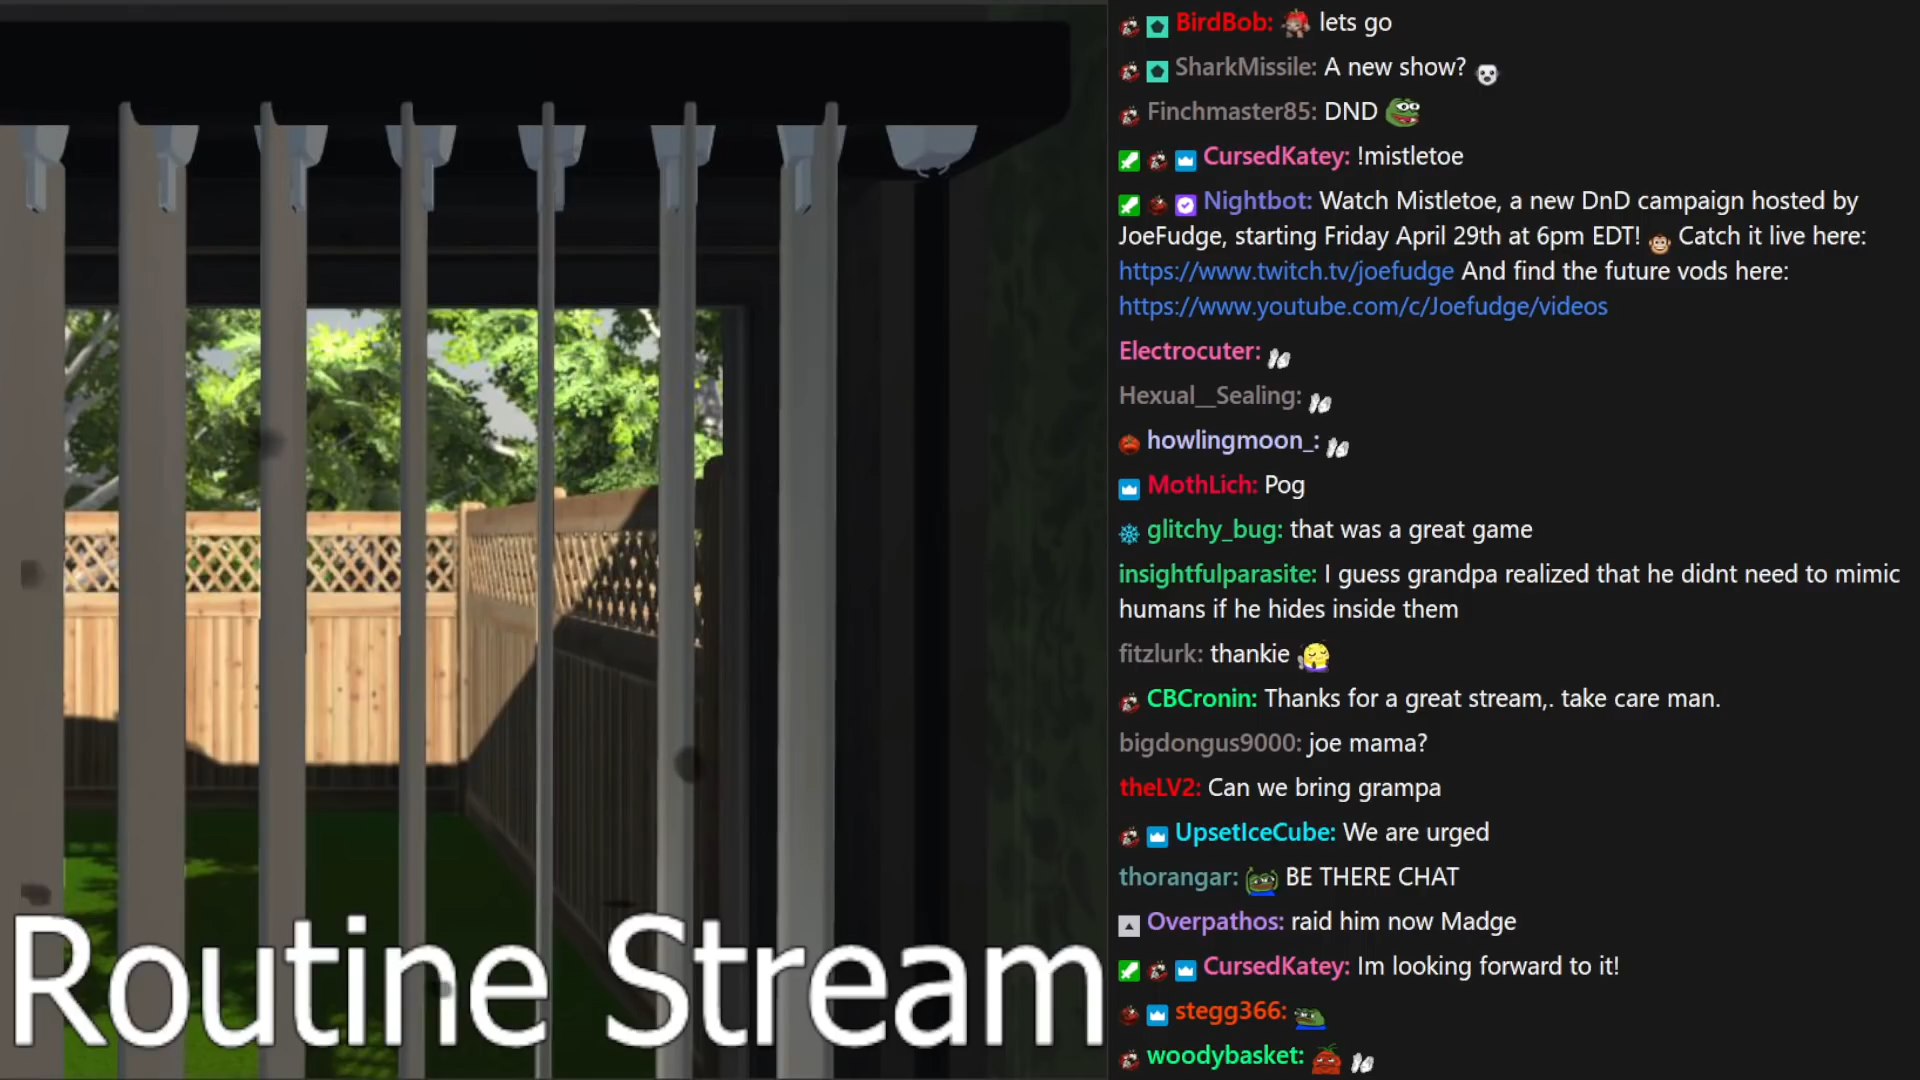 BirdBob: lets go
SharkMissile: A new show?
Finchmaster85: DND
CursedKatey: !mistletoe
Nightbot: Watch Mistletoe, a new DnD campaign hosted by
JoeFudge, starting Friday April 29th at 6pm EDT! Catch it live here:
https://www.twitch.tv/joefudge And find the future vods here:
https://www.youtube.com/c/Joefudge/videos
Electrocuter:
Hexual__Sealing:
howlingmoon_:
MothLich: Pog
glitchy_bug: that was a great game
insightfulparasite: I guess grandpa realized that he didnt need to mimic
humans if he hides inside them
fitzlurk: thankie
CBCronin: Thanks for a great stream,. take care man.
bigdongus9000: joe mama?
theLV2: Can we bring grampa
UpsetIceCube: We are urged
thorangar: BE THERE CHAT
Overpathos: raid him now Madge
CursedKatey: Im looking forward to it!
stegg366:
woodybasket:
Routine Stream